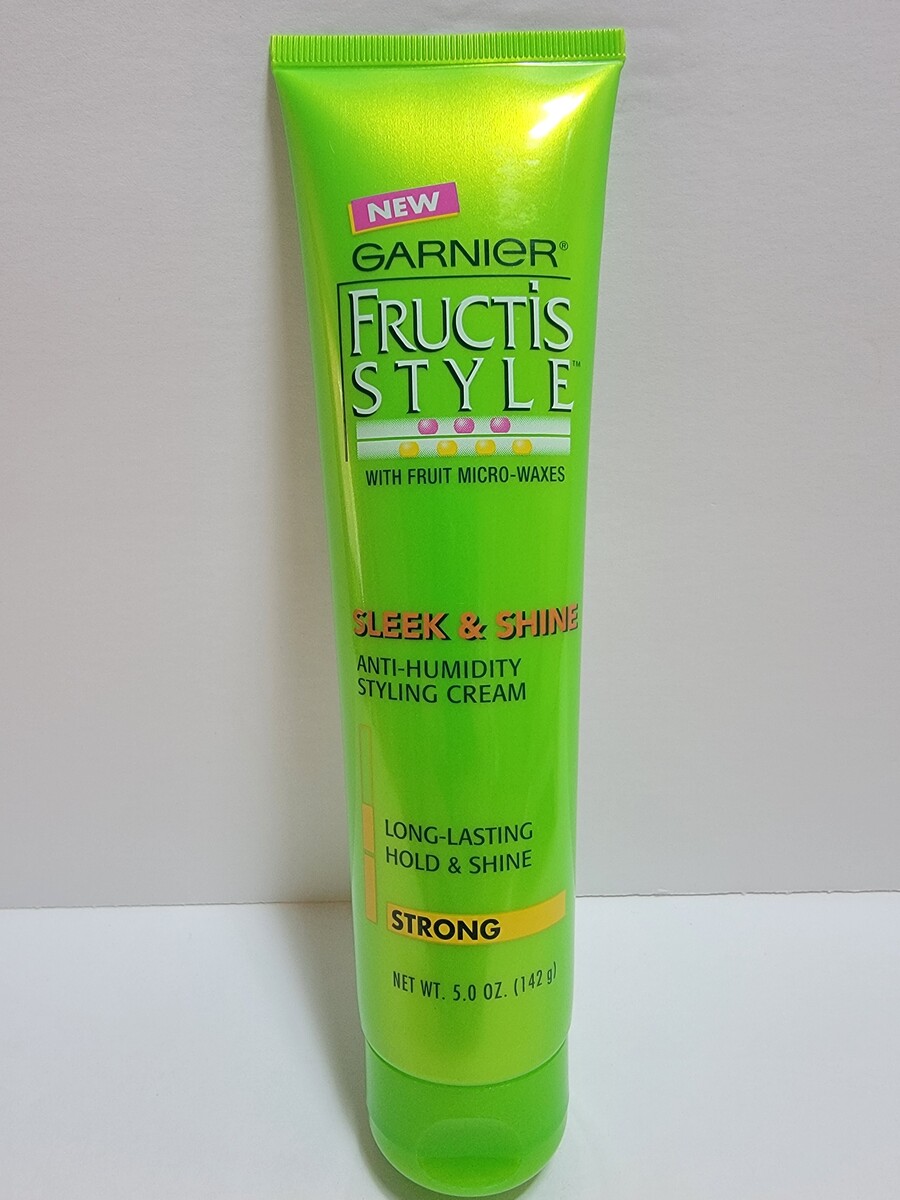 NEW
GARNIER®
FRUCTIS
STYLE™
WITH FRUIT MICRO-WAXES
SLEEK & SHINE
ANTI-HUMIDITY
STYLING CREAM
LONG-LASTING
HOLD & SHINE
STRONG
NET WT. 5.0 OZ. (142 g)